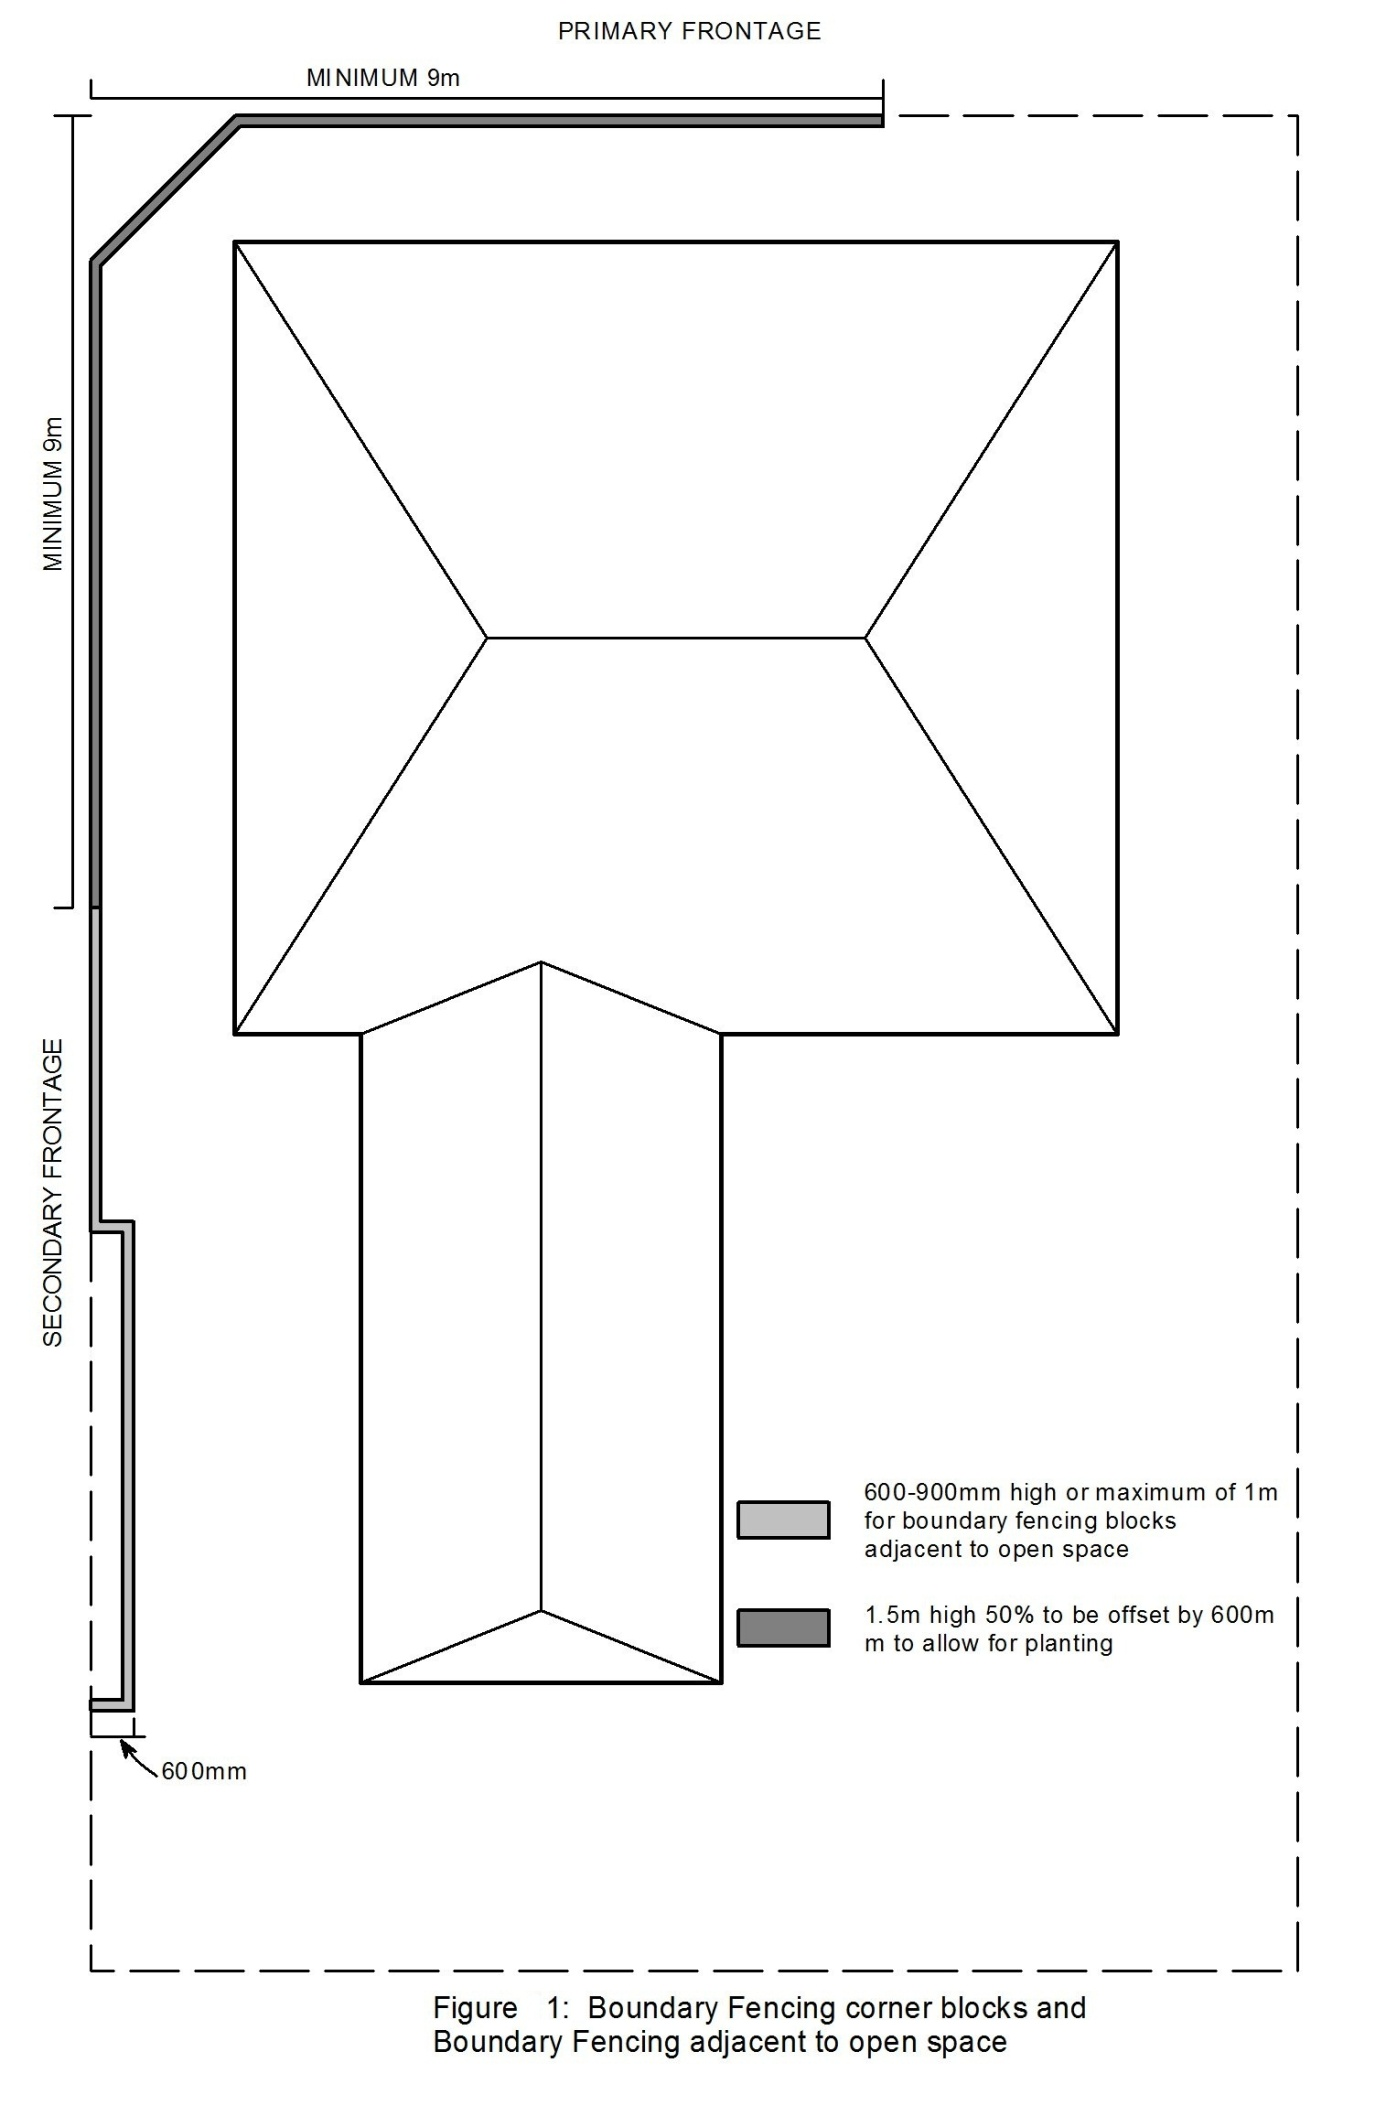 PRIMARY FRONTAGE
MINIMUM 9m
MINIMUM 9m
SECONDARY FRONTAGE
600-900mm high or maximum of 1m
for boundary fencing blocks
adjacent to open space
1.5m high 50% to be offset by 600m
m to allow for planting
600mm
Figure 1: Boundary Fencing corner blocks and
Boundary Fencing adjacent to open space